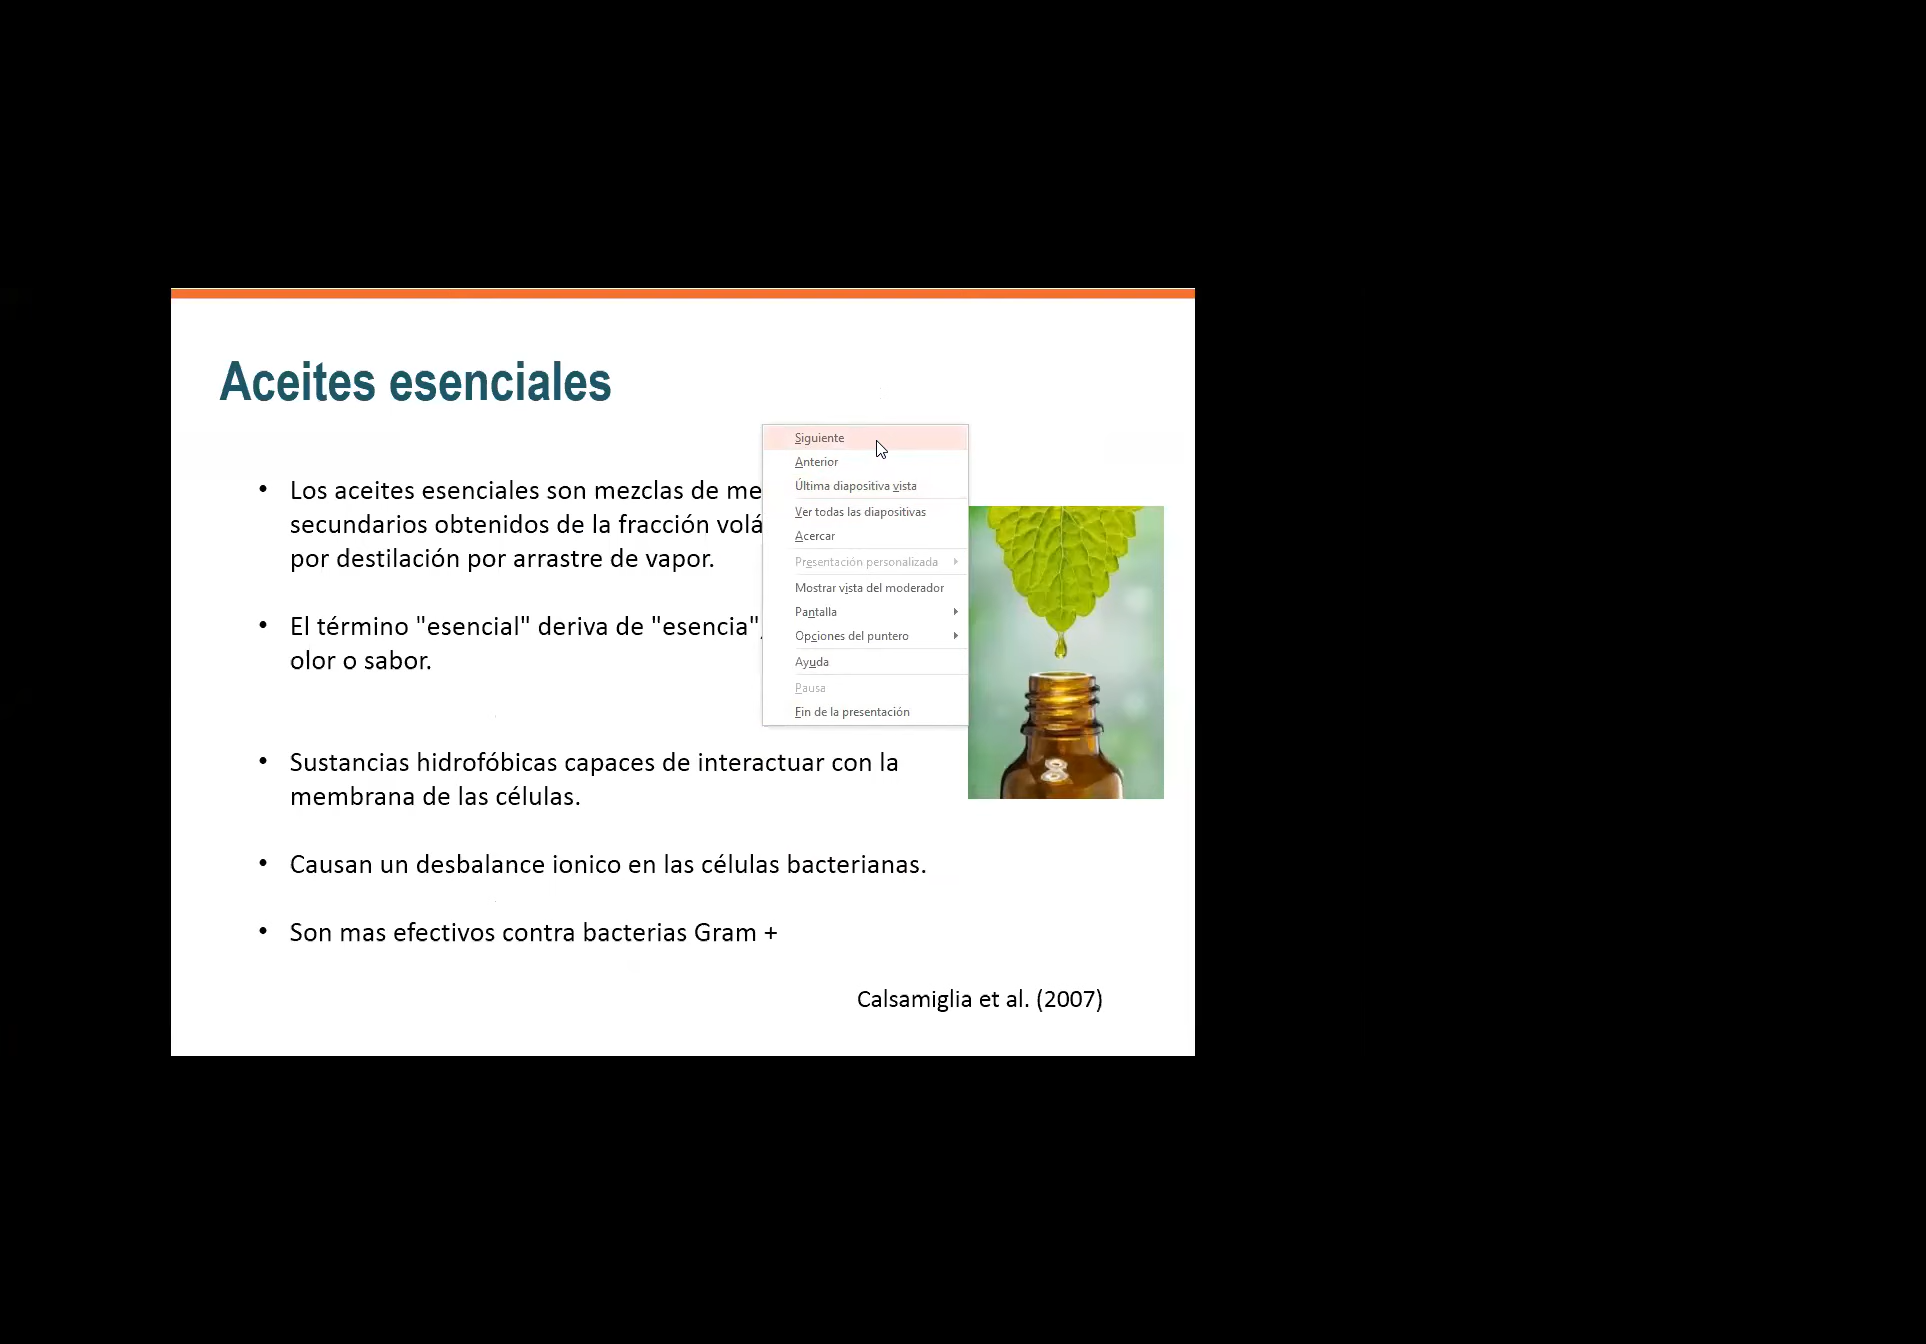 Aceites esenciales
• Los aceites esenciales son mezclas de
secundarios obtenidos de la fracción
por destilación por arrastre de vapor.
• El término "esencial" deriva de "esencia",
olor o sabor.
• Sustancias hidrofóbicas capaces de interactuar con la
membrana de las células.
• Causan un desbalance ionico en las células bacterianas.
• Son mas efectivos contra bacterias Gram +
Calsamiglia et al. (2007)
Siguiente
Anterior
Última diapositiva vista
Ver todas las diapositivas
Acercar
Presentación personalizada
Mostrar vista del moderador
Pantalla
Opciones del puntero
Ayuda
Pausa
Fin de la presentación